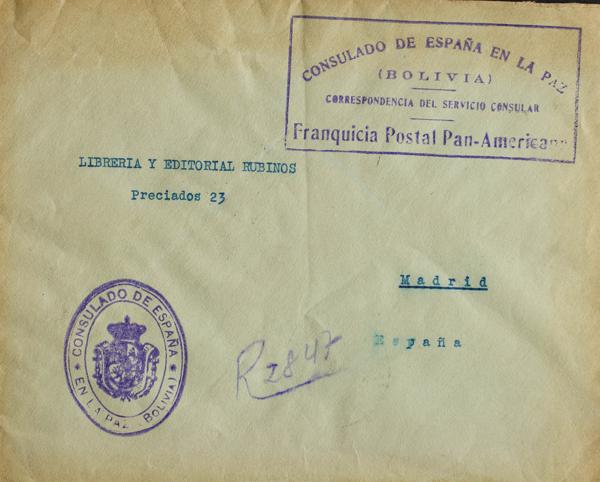 CONSULADO DE ESPAÑA EN LA PAZ
(BOLIVIA)
CORRESPONDENCIA DEL SERVICIO CONSULAR
Franquicia Postal Pan-Americana
LIBRERIA Y EDITORIAL RUBINOS
Preciados 23
Madrid
España
CONSULADO DE ESPAÑA
EN LA PAZ (BOLIVIA)
R 2847